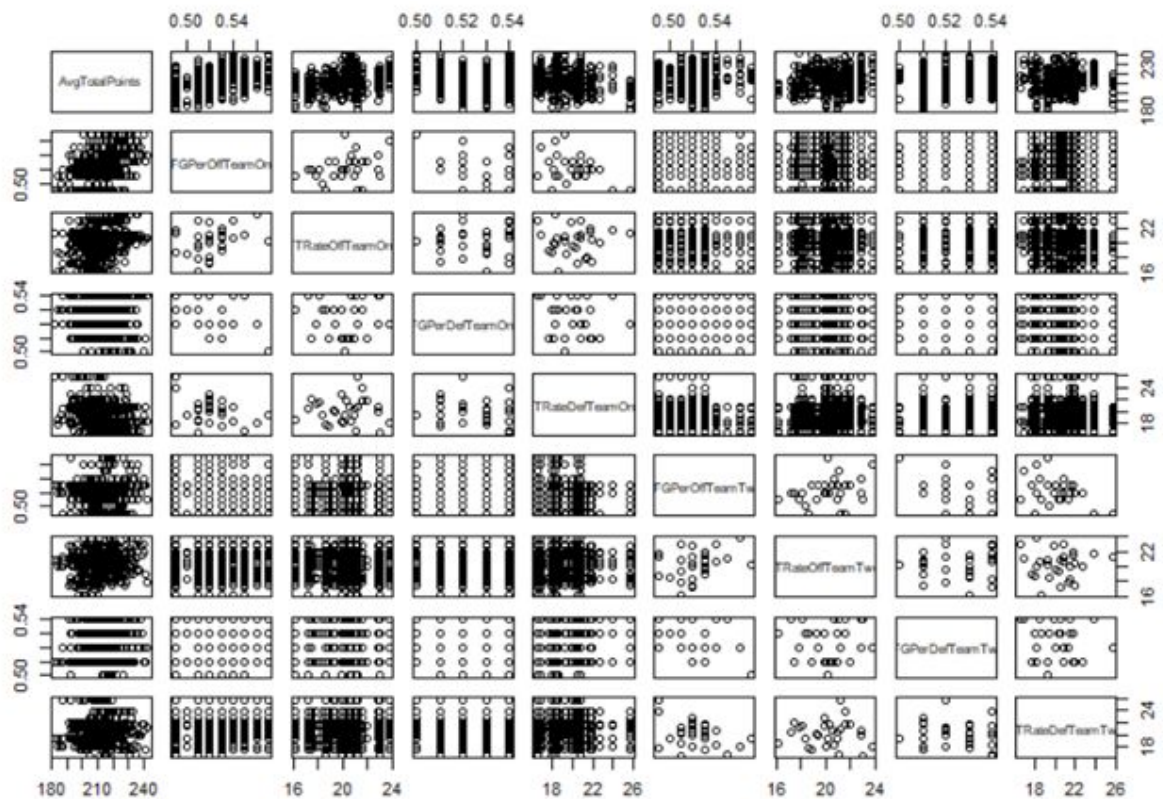 0.50 0.54 0.50 0.52 0.54 0.50 0.54 0.50 0.52 0.54
AvgTotalPoints 180 230
0.50 FGPerOffTeamOn
TRateOffTeamOn 16 22
0.50 0.54 FGPerDefTeamOn
TRateDefTeamOn 18 24
0.50 FGPerOffTeamTw
TRateOffTeamTw 16 22
0.50 0.54 FGPerDefTeamTw
TRateDefTeamTw 18 24
180 210 240 16 20 24 18 22 26 16 20 24 18 22 26